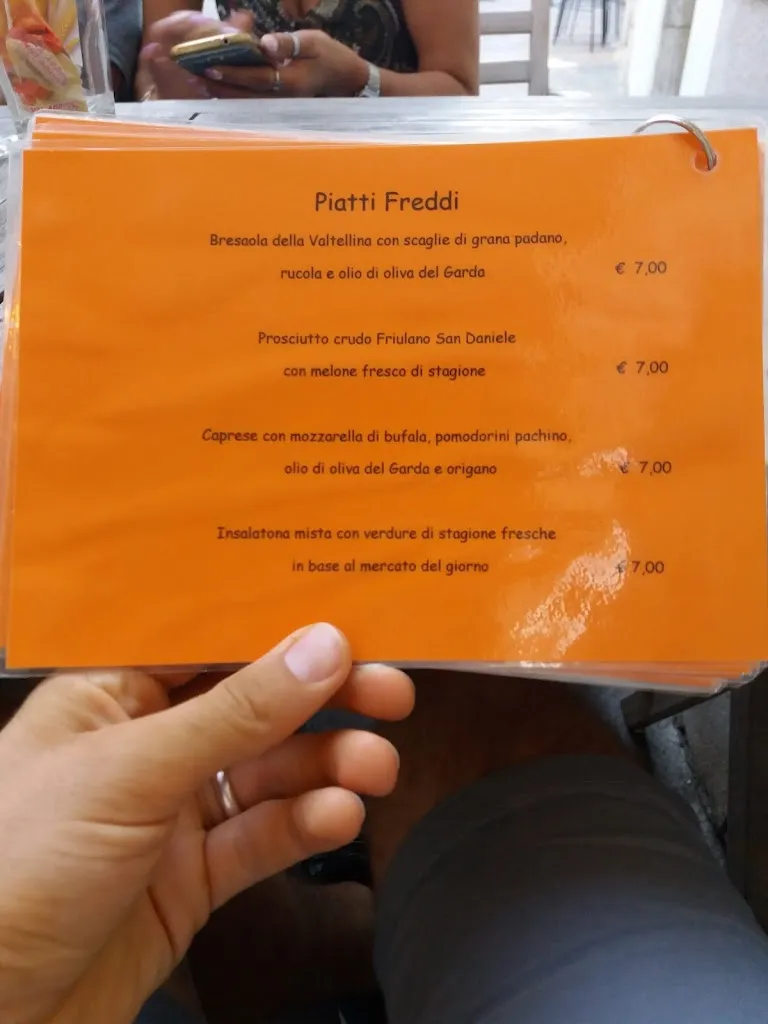 Piatti Freddi
Bresaola della Valtellina con scaglie di grana padano,
rucola e olio di oliva del Garda € 7,00
Prosciutto crudo Friulano San Daniele
con melone fresco di stagione € 7,00
Caprese con mozzarella di bufala, pomodorini pachino,
olio di oliva del Garda e origano € 7,00
Insalatona mista con verdure di stagione fresche
in base al mercato del giorno € 7,00